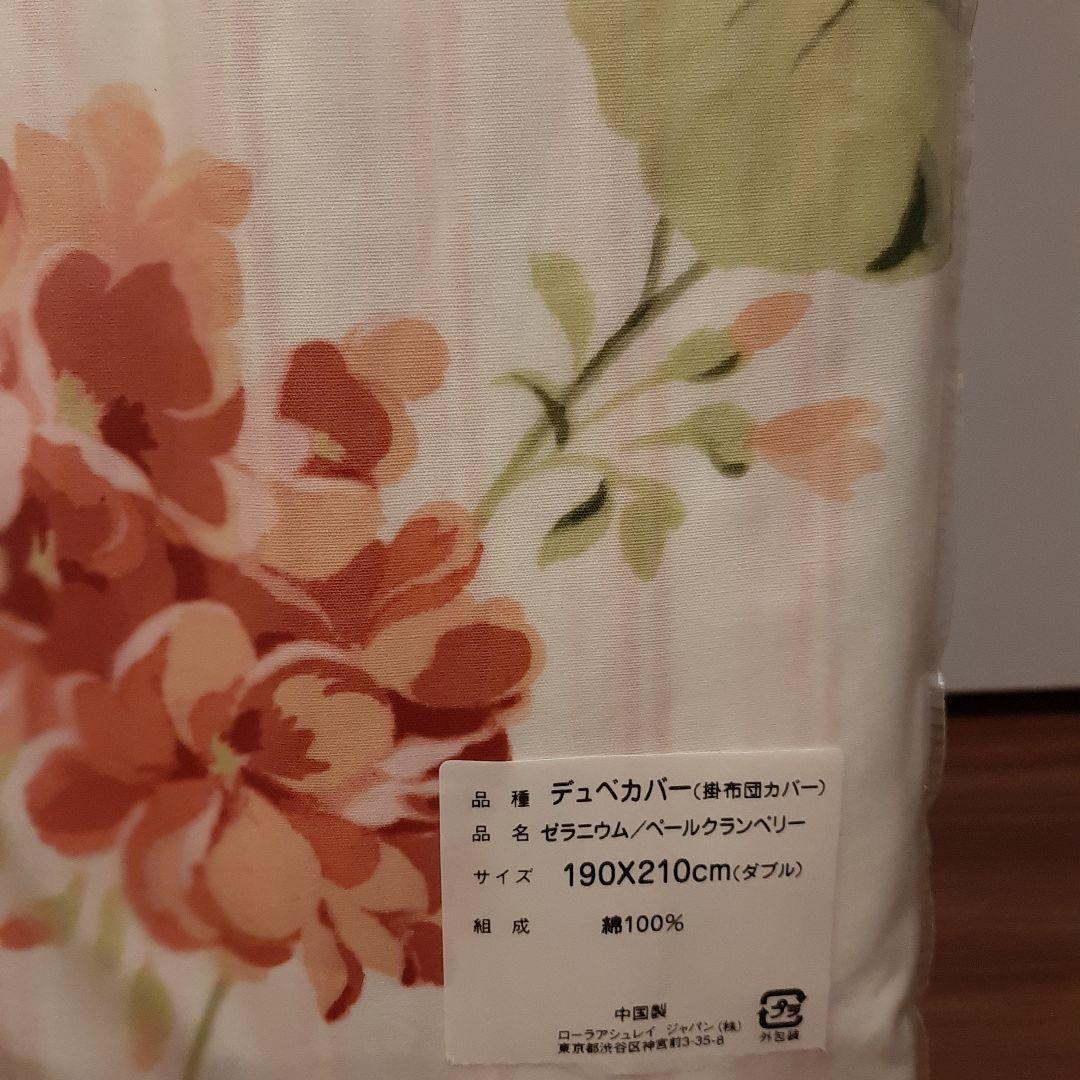 品 種 デュベカバー(掛布団カバー)
品 名 ゼラニウム/ペールクランベリー
サイズ 190X210cm(ダブル)
組 成 綿100%
中国製
ローラアシュレイ ジャパン(株)
東京都渋谷区神宮前3-35-8
プラ
外包装